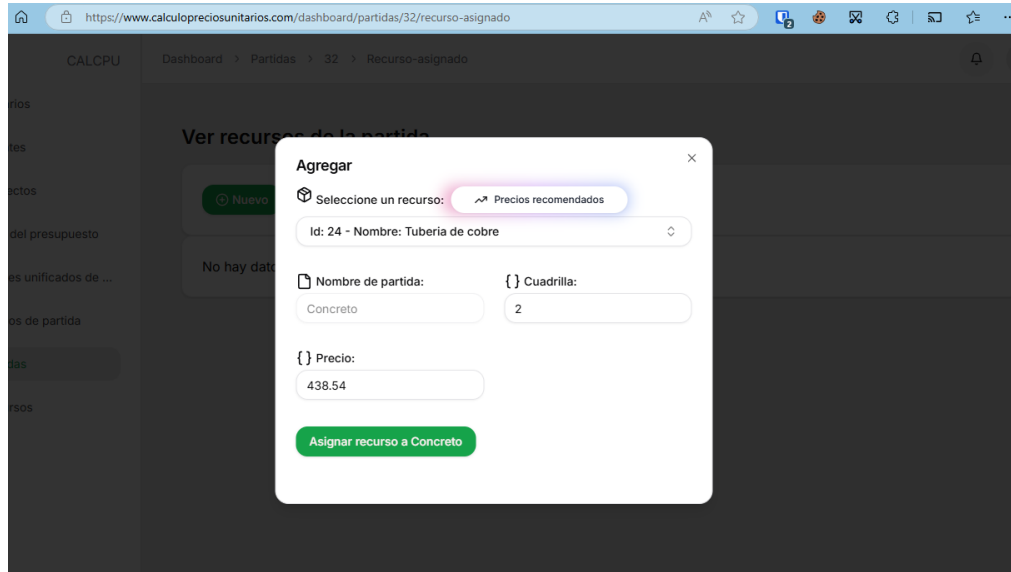 https://www.calculopreciosunitarios.com/dashboard/partidas/32/recurso-asignado
2
CALCPU
Dashboard > Partidas > 32 > Recurso-asignado
rios
tes
ectos
del presupuesto
es unificados de ...
os de partida
das
rsos
Ver recursos de la partida
Nuevo
No hay dato
Agregar
Seleccione un recurso:
Precios recomendados
Id: 24 - Nombre: Tuberia de cobre
Nombre de partida:
{ } Cuadrilla:
Concreto
2
{ } Precio:
438.54
Asignar recurso a Concreto